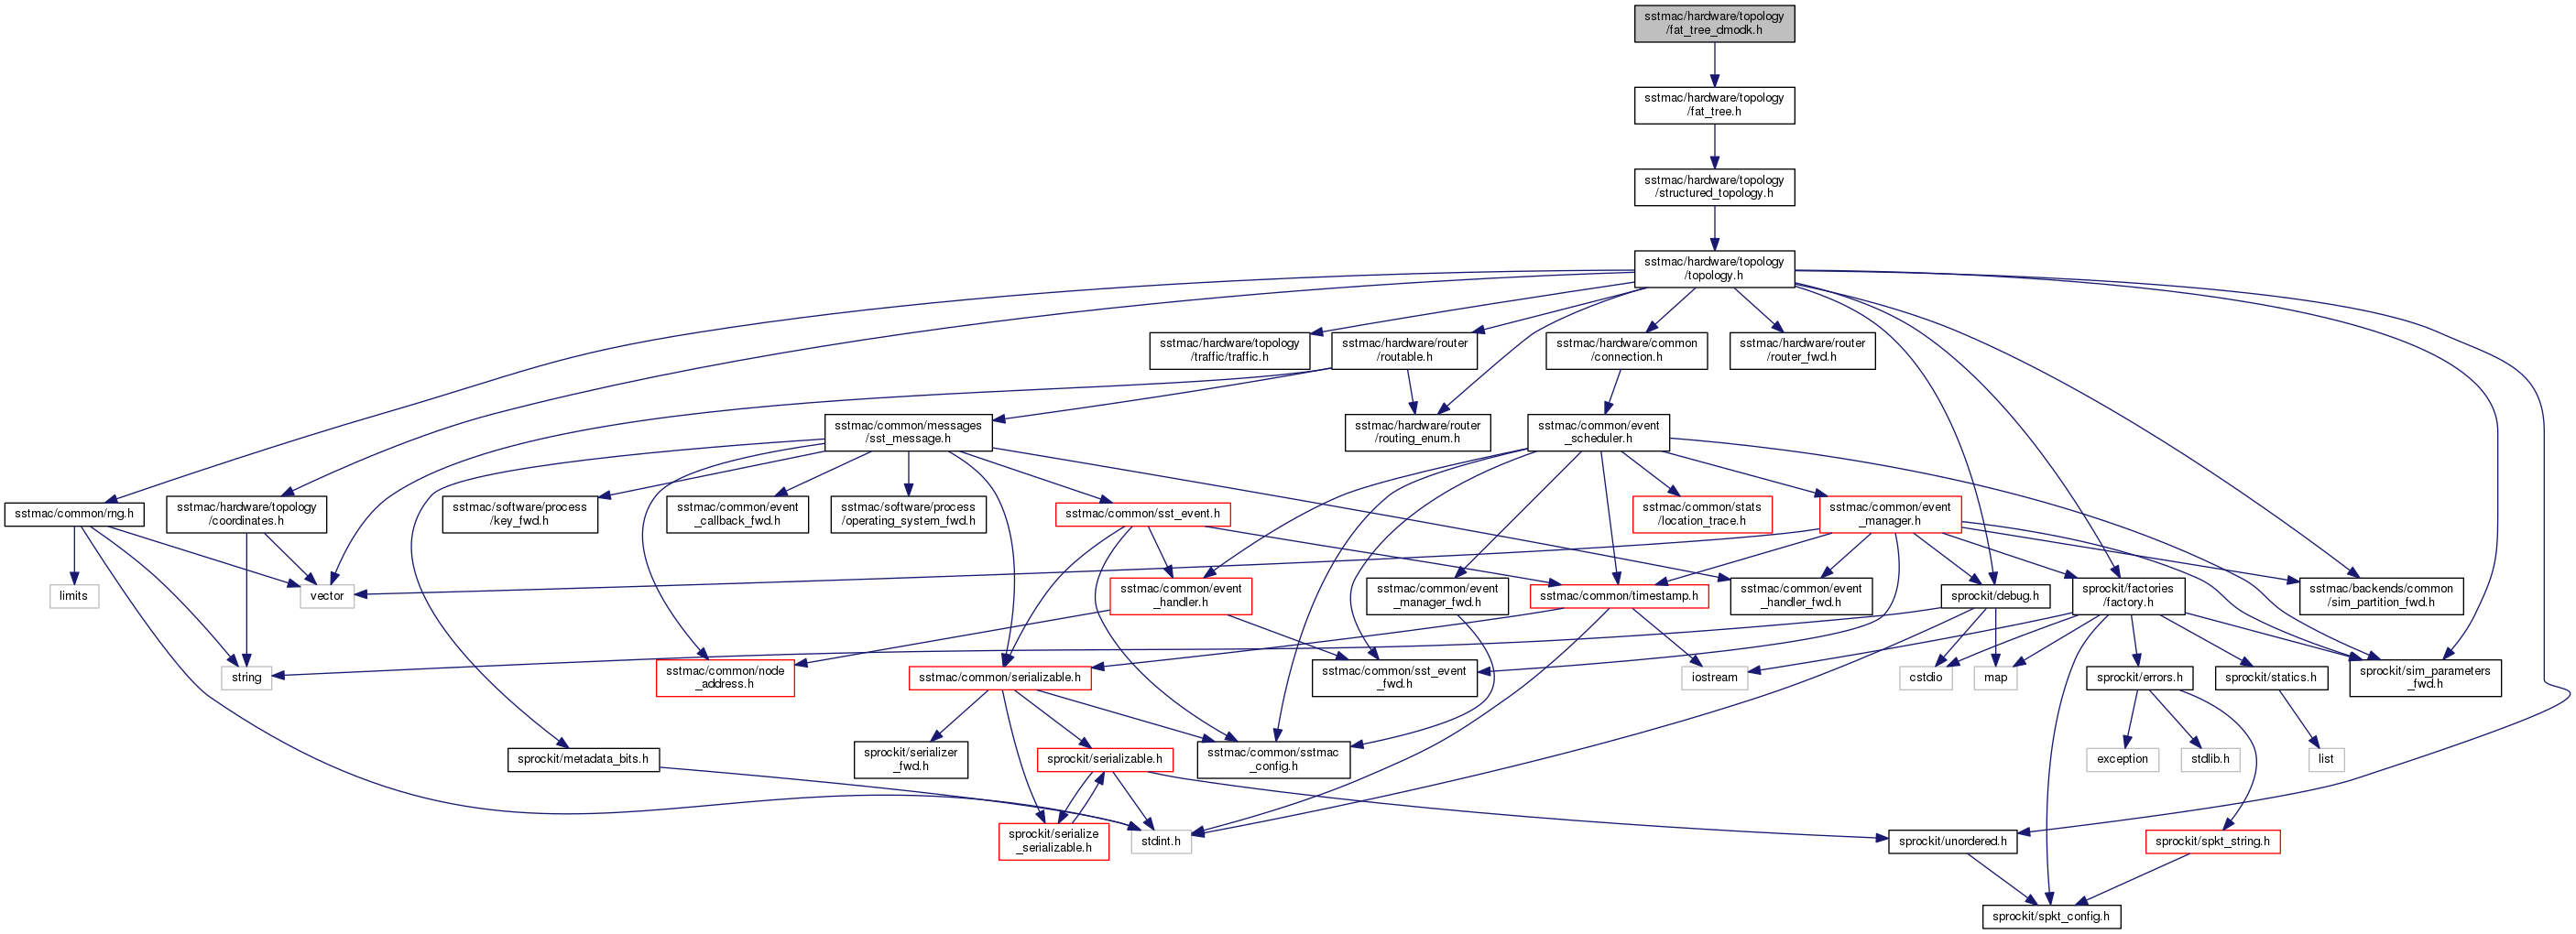 sstmac/hardware/topology
/fat_tree_dmodk.h
sstmac/hardware/topology
/fat_tree.h
sstmac/hardware/topology
/structured_topology.h
sstmac/hardware/topology
/topology.h
sstmac/hardware/topology
/traffic/traffic.h
sstmac/hardware/router
/routable.h
sstmac/hardware/common
/connection.h
sstmac/hardware/router
/router_fwd.h
sstmac/common/messages
/sst_message.h
sstmac/hardware/router
/routing_enum.h
sstmac/common/event
_scheduler.h
sstmac/common/rng.h
sstmac/hardware/topology
/coordinates.h
sstmac/software/process
/key_fwd.h
sstmac/common/event
_callback_fwd.h
sstmac/software/process
/operating_system_fwd.h
sstmac/common/sst_event.h
sstmac/common/stats
/location_trace.h
sstmac/common/event
_manager.h
limits
vector
sstmac/common/event
_handler.h
sstmac/common/event
_manager_fwd.h
sstmac/common/timestamp.h
sstmac/common/event
_handler_fwd.h
sprockit/debug.h
sprockit/factories
/factory.h
sstmac/backends/common
/sim_partition_fwd.h
string
sstmac/common/node
_address.h
sstmac/common/serializable.h
sstmac/common/sst_event
_fwd.h
iostream
cstdio
map
sprockit/errors.h
sprockit/statics.h
sprockit/sim_parameters
_fwd.h
sprockit/metadata_bits.h
sprockit/serializer
_fwd.h
sprockit/serializable.h
sstmac/common/sstmac
_config.h
exception
stdlib.h
list
sprockit/serialize
_serializable.h
stdint.h
sprockit/unordered.h
sprockit/spkt_string.h
sprockit/spkt_config.h